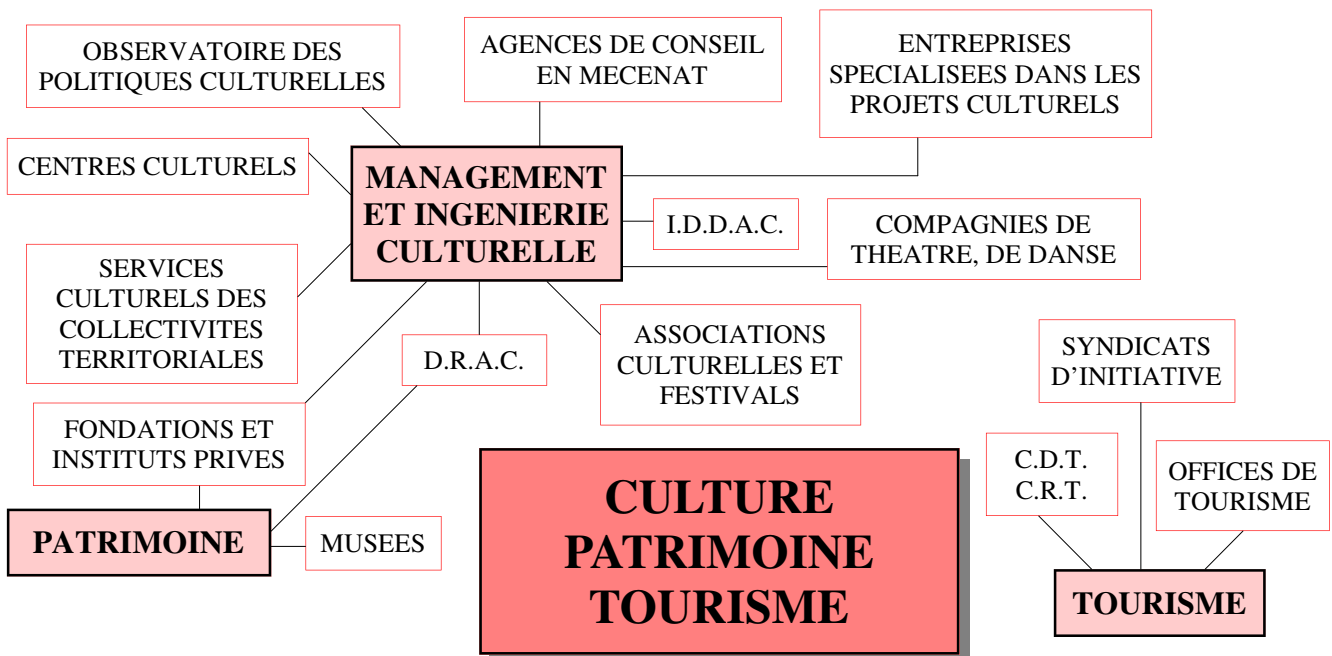 OBSERVATOIRE DES
POLITIQUES CULTURELLES
AGENCES DE CONSEIL
EN MECENAT
ENTREPRISES
SPECIALISEES DANS LES
PROJETS CULTURELS
CENTRES CULTURELS
MANAGEMENT
ET INGENIERIE
CULTURELLE
I.D.D.A.C.
COMPAGNIES DE
THEATRE, DE DANSE
SERVICES
CULTURELS DES
COLLECTIVITES
TERRITORIALES
D.R.A.C.
ASSOCIATIONS
CULTURELLES ET
FESTIVALS
SYNDICATS
D’INITIATIVE
FONDATIONS ET
INSTITUTS PRIVES
C.D.T.
C.R.T.
OFFICES DE
TOURISME
PATRIMOINE
MUSEES
CULTURE
PATRIMOINE
TOURISME
TOURISME